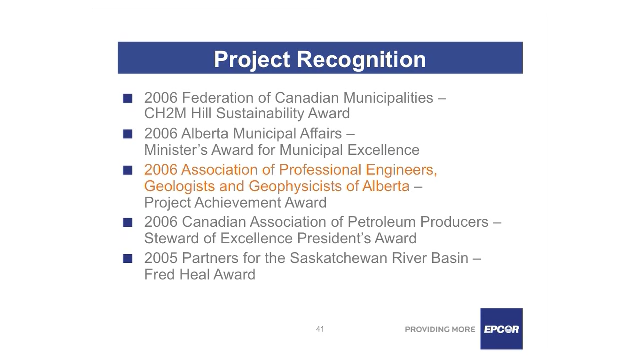 Project Recognition
2006 Federation of Canadian Municipalities –
CH2M Hill Sustainability Award
2006 Alberta Municipal Affairs –
Minister's Award for Municipal Excellence
2006 Association of Professional Engineers,
Geologists and Geophysicists of Alberta –
Project Achievement Award
2006 Canadian Association of Petroleum Producers –
Steward of Excellence President's Award
2005 Partners for the Saskatchewan River Basin –
Fred Heal Award
41
PROVIDING MORE
EPCOR